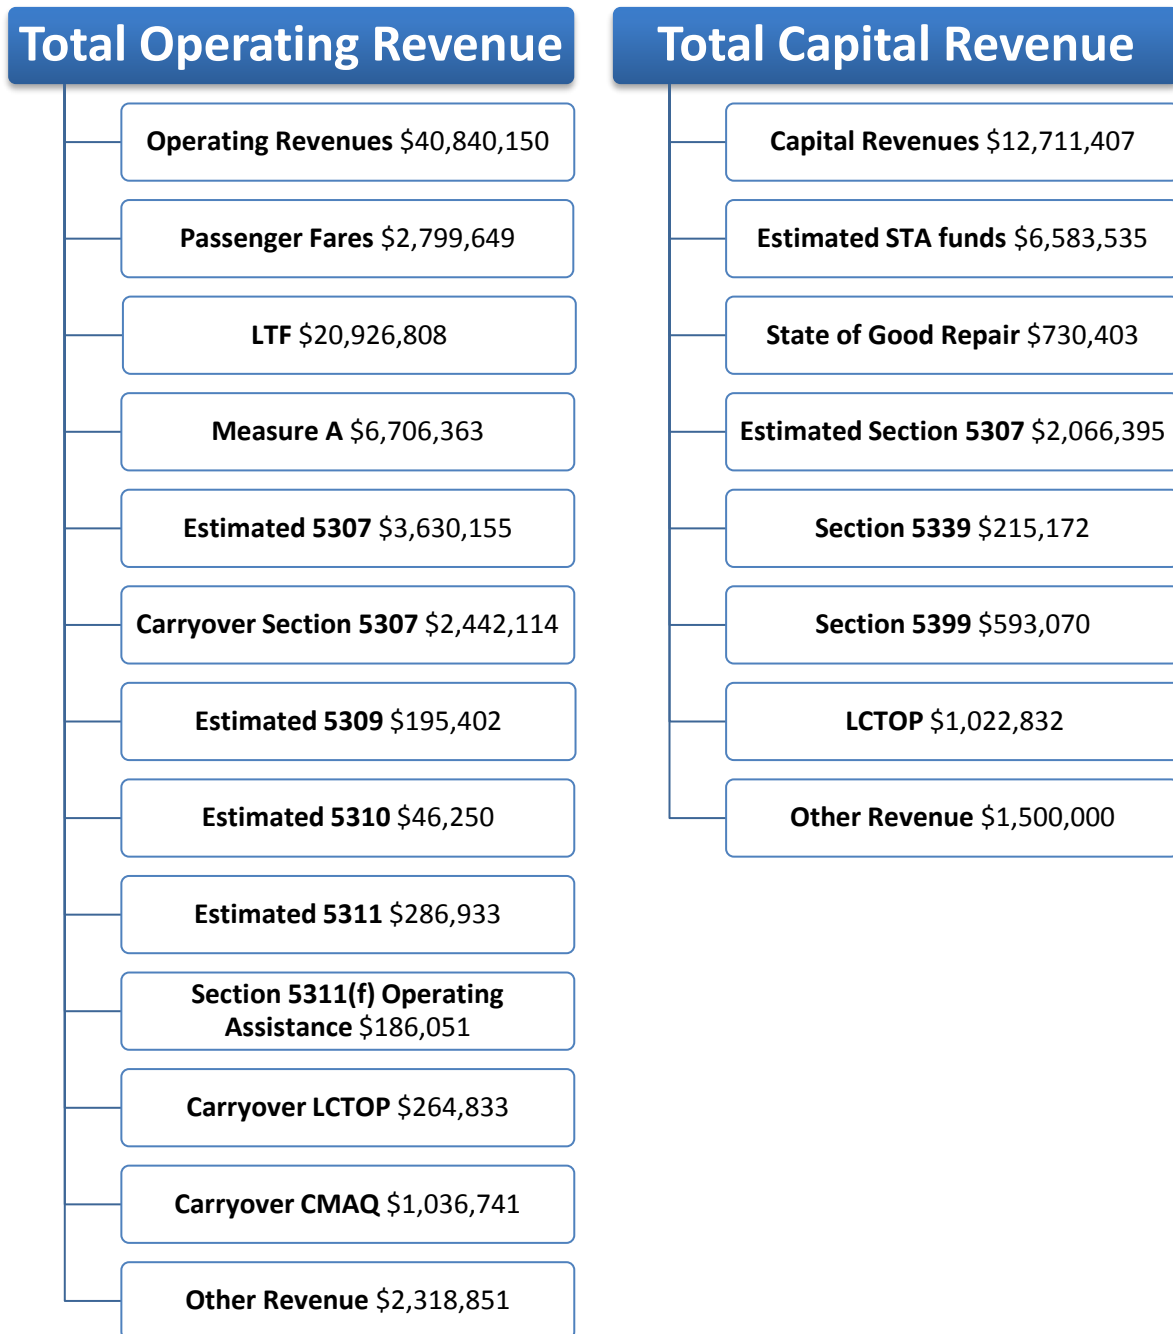 Total Operating Revenue
Operating Revenues $40,840,150
Passenger Fares $2,799,649
LTF $20,926,808
Measure A $6,706,363
Estimated 5307 $3,630,155
Carryover Section 5307 $2,442,114
Estimated 5309 $195,402
Estimated 5310 $46,250
Estimated 5311 $286,933
Section 5311(f) Operating
Assistance $186,051
Carryover LCTOP $264,833
Carryover CMAQ $1,036,741
Other Revenue $2,318,851
Total Capital Revenue
Capital Revenues $12,711,407
Estimated STA funds $6,583,535
State of Good Repair $730,403
Estimated Section 5307 $2,066,395
Section 5339 $215,172
Section 5399 $593,070
LCTOP $1,022,832
Other Revenue $1,500,000